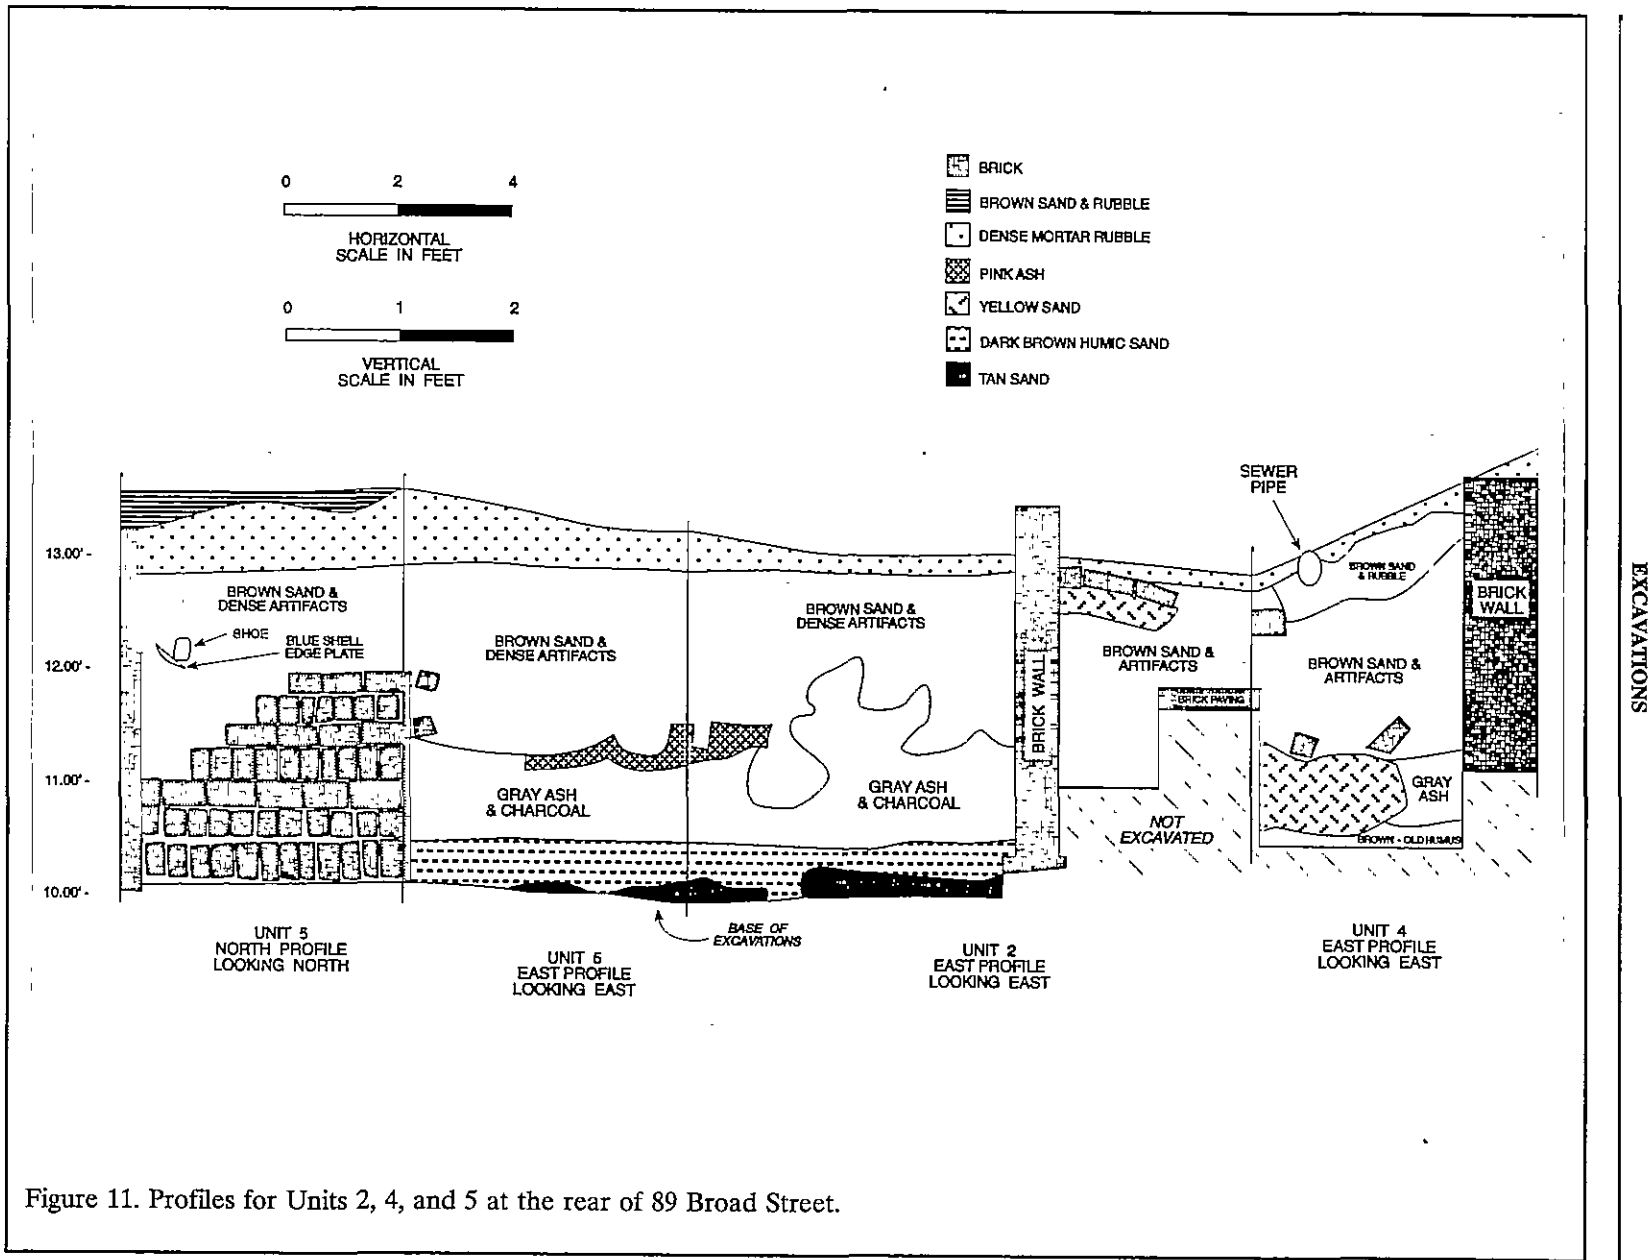 0 2 4
HORIZONTAL
SCALE IN FEET
0 1 2
VERTICAL
SCALE IN FEET
BRICK
BROWN SAND & RUBBLE
DENSE MORTAR RUBBLE
PINK ASH
YELLOW SAND
DARK BROWN HUMIC SAND
TAN SAND
EXCAVATIONS
SEWER
PIPE
13.00' -
12.00' -
11.00' -
10.00' -
BROWN SAND &
DENSE ARTIFACTS
SHOE
BLUE SHELL
EDGE PLATE
BROWN SAND &
DENSE ARTIFACTS
BROWN SAND &
DENSE ARTIFACTS
GRAY ASH
& CHARCOAL
GRAY ASH
& CHARCOAL
BRICK WALL
BROWN SAND &
ARTIFACTS
BRICK PAVING
NOT
EXCAVATED
BROWN SAND
& RUBBLE
BROWN SAND &
ARTIFACTS
BRICK
WALL
GRAY
ASH
BROWN - OLD HUMUS
BASE OF
EXCAVATIONS
UNIT 5
NORTH PROFILE
LOOKING NORTH
UNIT 5
EAST PROFILE
LOOKING EAST
UNIT 2
EAST PROFILE
LOOKING EAST
UNIT 4
EAST PROFILE
LOOKING EAST
Figure 11. Profiles for Units 2, 4, and 5 at the rear of 89 Broad Street.